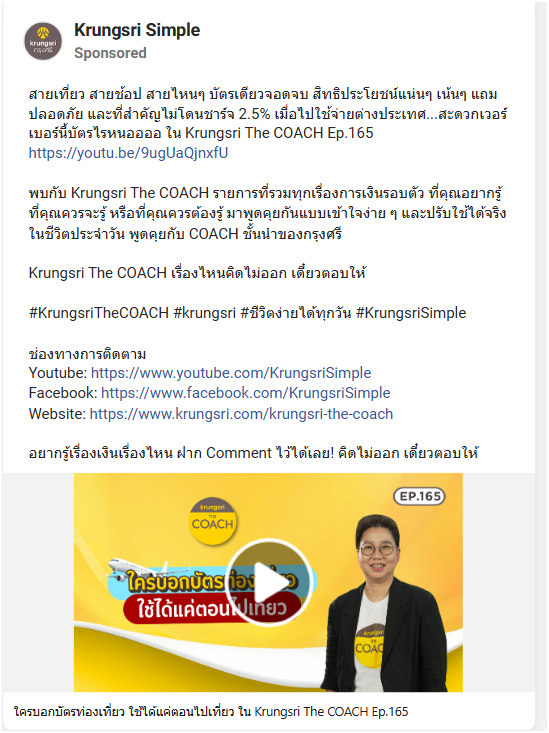 krungsri
กรุงศรี
Krungsri Simple
Sponsored
สายเที่ยว สายช้อป สายไหนๆ บัตรเดียวจอดจบ สิทธิประโยชน์แน่นๆ เน้นๆ แถม
ปลอดภัย และที่สำคัญไม่โดนชาร์จ 2.5% เมื่อไปใช้จ่ายต่างประเทศ...สะดวกเวอร์
เบอร์นี้บัตรไรหนออออ ใน Krungsri The COACH Ep.165
https://youtu.be/9ugUaQjnxfU
พบกับ Krungsri The COACH รายการที่รวมทุกเรื่องการเงินรอบตัว ที่คุณอยากรู้
ที่คุณควรจะรู้ หรือที่คุณควรต้องรู้ มาพูดคุยกันแบบเข้าใจง่าย ๆ และปรับใช้ได้จริง
ในชีวิตประจำวัน พูดคุยกับ COACH ชั้นนำของกรุงศรี
Krungsri The COACH เรื่องไหนคิดไม่ออก เดี๋ยวตอบให้
#KrungsriTheCOACH #krungsri #ชีวิตง่ายได้ทุกวัน #KrungsriSimple
ช่องทางการติดตาม
Youtube: https://www.youtube.com/KrungsriSimple
Facebook: https://www.facebook.com/KrungsriSimple
Website: https://www.krungsri.com/krungsri-the-coach
อยากรู้เรื่องเงินเรื่องไหน ฝาก Comment ไว้ได้เลย! คิดไม่ออก เดี๋ยวตอบให้
EP.165
krungsri
THE
COACH
ใครบอกบัตรท่องเที่ยว
ใช้ได้แค่ตอนไปเที่ยว
krungsri
THE
COACH
ใครบอกบัตรท่องเที่ยว ใช้ได้แค่ตอนไปเที่ยว ใน Krungsri The COACH Ep.165